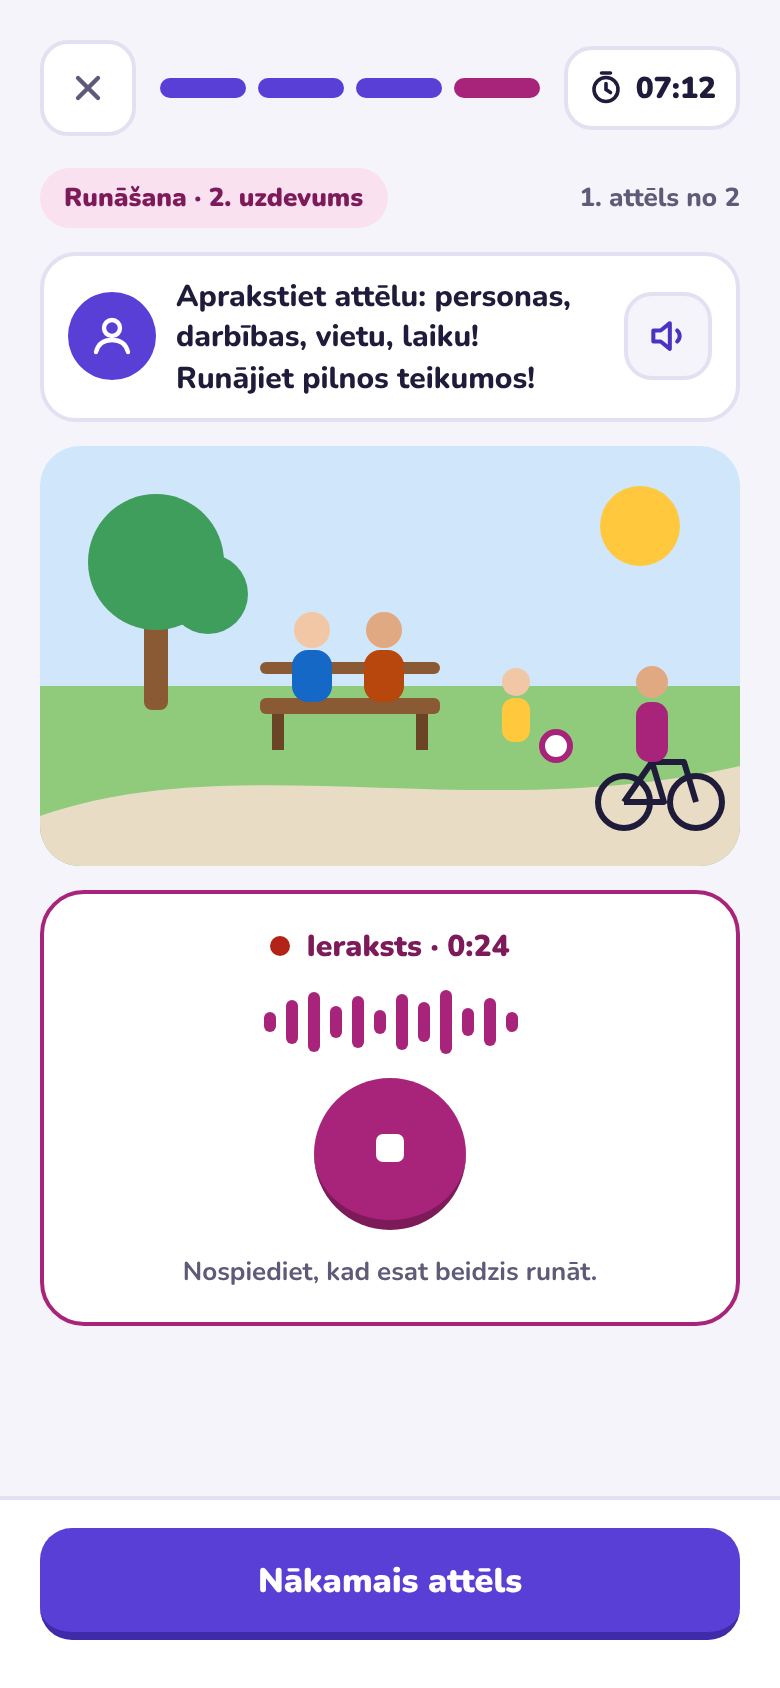 07:12
Runāšana · 2. uzdevums
1. attēls no 2
Aprakstiet attēlu: personas,
darbības, vietu, laiku!
Runājiet pilnos teikumos!
Ieraksts · 0:24
Nospiediet, kad esat beidzis runāt.
Nākamais attēls